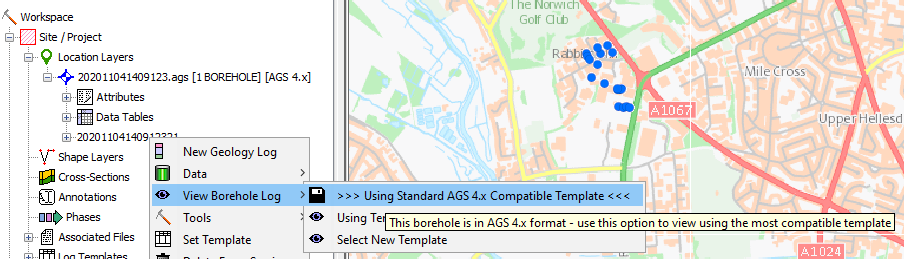 Workspace
Site / Project
Location Layers
202011041409123.ags [1 BOREHOLE] [AGS 4.x]
Attributes
Data Tables
Shape Layers
Cross-Sections
Annotations
Phases
Associated Files
Log Templates
New Geology Log
Data
View Borehole Log
Tools
Set Template
>>> Using Standard AGS 4.x Compatible Template <<<
Using Ter
This borehole is in AGS 4.x format - use this option to view using the most compatible template
Select New Template
The Norwich
Golf Club
Mile Cross
A1067
Upper Hellesd
A1024